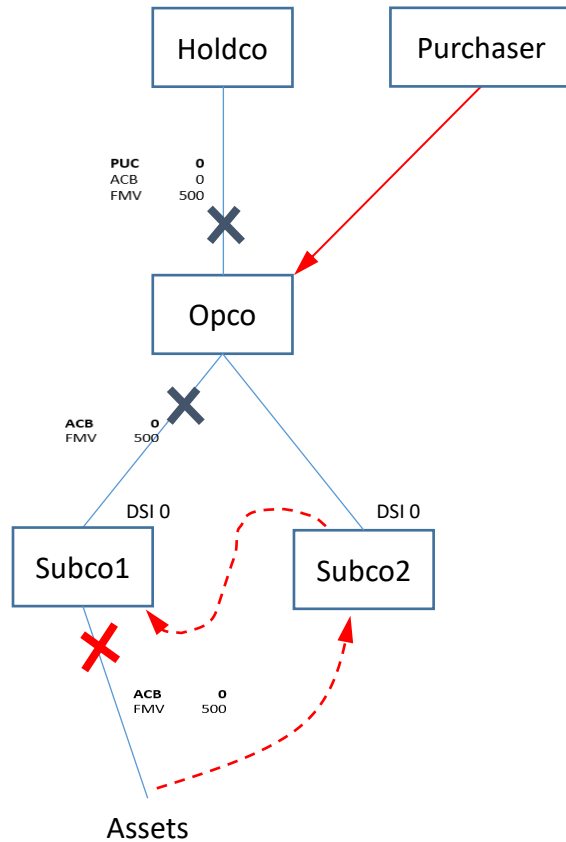 Holdco
Purchaser
PUC 0
ACB 0
FMV 500
Opco
ACB 0
FMV 500
DSI 0
DSI 0
Subco1
Subco2
ACB 0
FMV 500
Assets